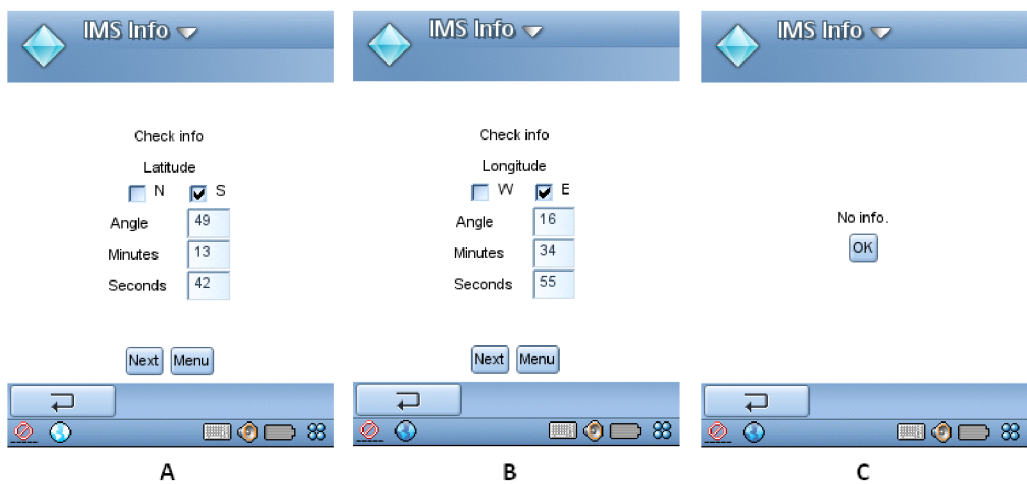 IMS Info
Check info
Latitude
N S
Angle 49
Minutes 13
Seconds 42
Next Menu
A
IMS Info
Check info
Longitude
W E
Angle 16
Minutes 34
Seconds 55
Next Menu
B
IMS Info
No info.
OK
C